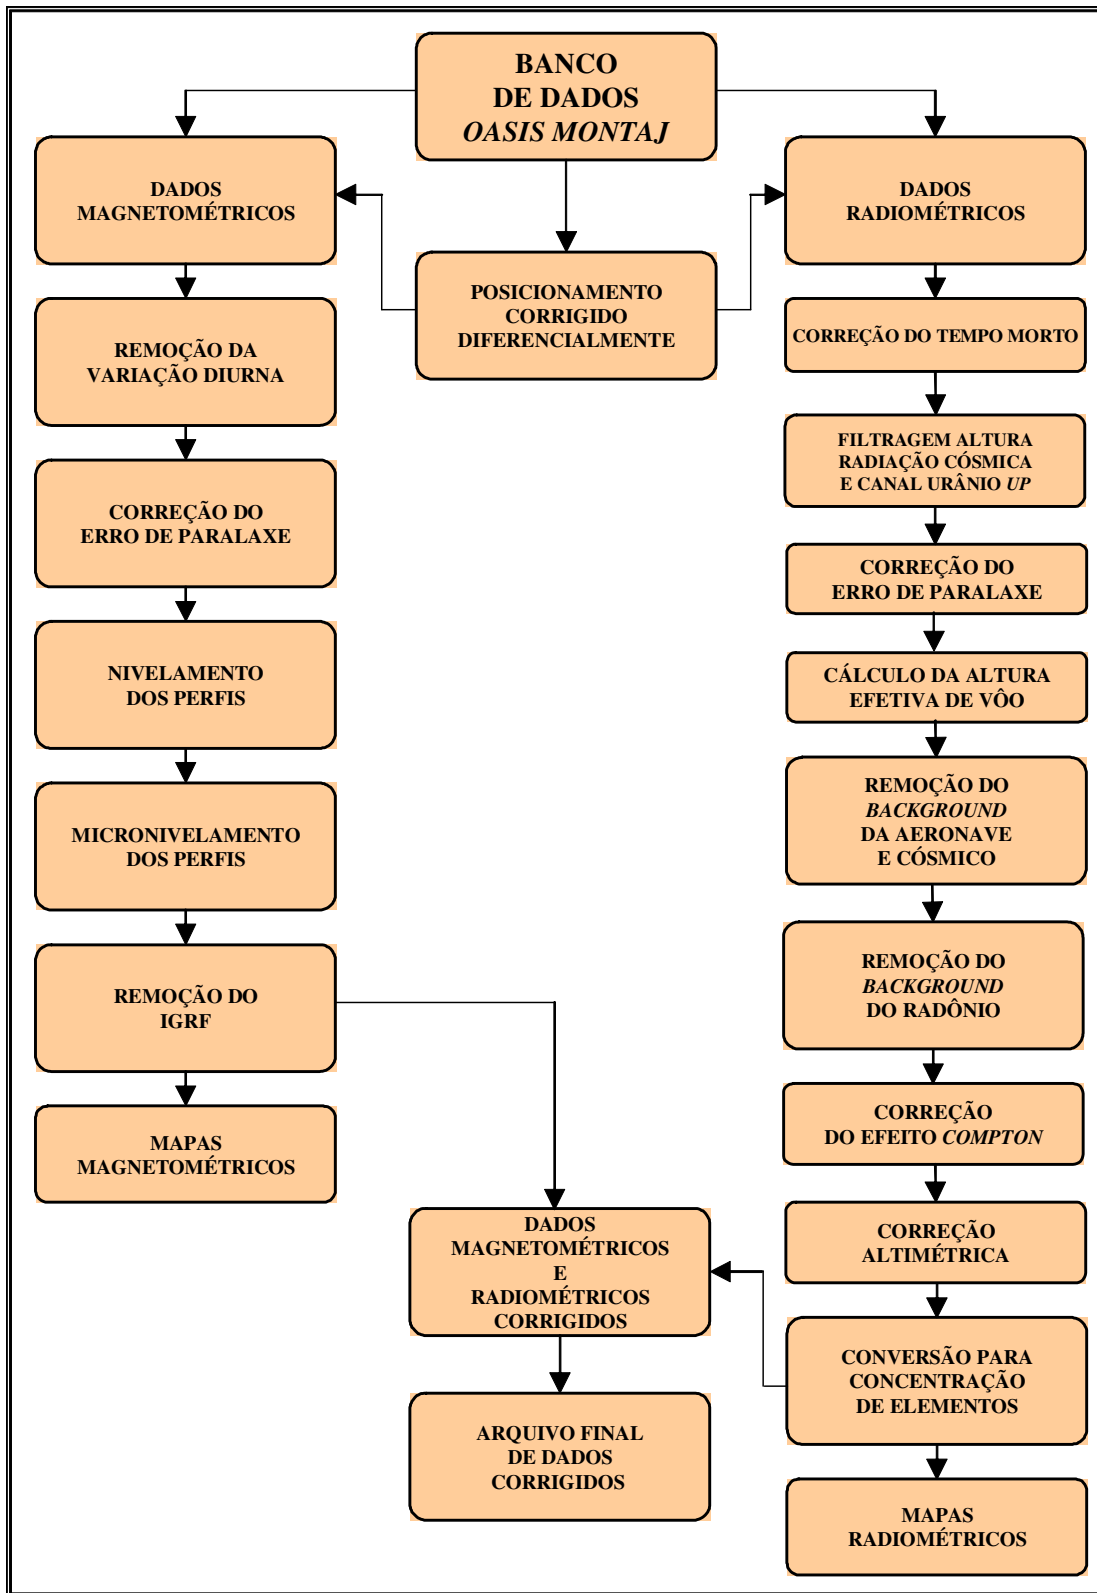 BANCO
DE DADOS
OASIS MONTAJ
DADOS
MAGNETOMÉTRICOS
DADOS
RADIOMÉTRICOS
POSICIONAMENTO
CORRIGIDO
DIFERENCIALMENTE
REMOÇÃO DA
VARIAÇÃO DIURNA
CORREÇÃO DO
ERRO DE PARALAXE
NIVELAMENTO
DOS PERFIS
MICRONIVELAMENTO
DOS PERFIS
REMOÇÃO DO
IGRF
MAPAS
MAGNETOMÉTRICOS
CORREÇÃO DO TEMPO MORTO
FILTRAGEM ALTURA
RADIAÇÃO CÓSMICA
E CANAL URÂNIO UP
CORREÇÃO DO
ERRO DE PARALAXE
CÁLCULO DA ALTURA
EFETIVA DE VÔO
REMOÇÃO DO
BACKGROUND
DA AERONAVE
E CÓSMICO
REMOÇÃO DO
BACKGROUND
DO RADÔNIO
CORREÇÃO
DO EFEITO COMPTON
CORREÇÃO
ALTIMÉTRICA
CONVERSÃO PARA
CONCENTRAÇÃO
DE ELEMENTOS
MAPAS
RADIOMÉTRICOS
DADOS
MAGNETOMÉTRICOS
E
RADIOMÉTRICOS
CORRIGIDOS
ARQUIVO FINAL
DE DADOS
CORRIGIDOS